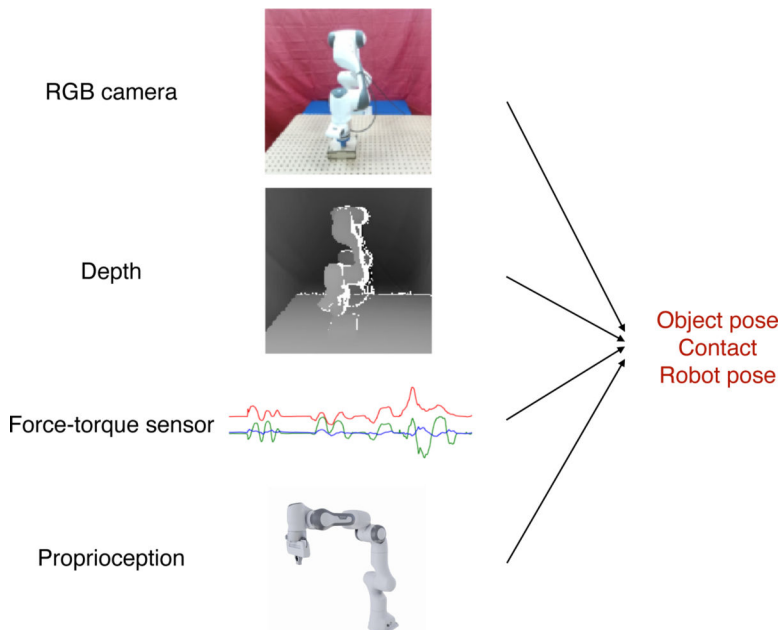 RGB camera
Depth
Force-torque sensor
Proprioception
Object pose
Contact
Robot pose